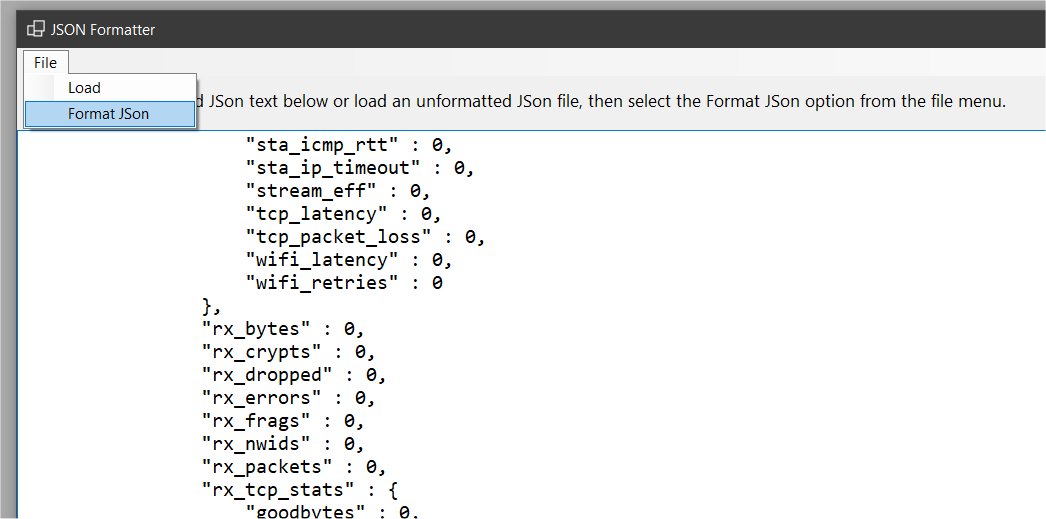 JSON Formatter
File
Load
Format JSon
JSon text below or load an unformatted JSon file, then select the Format JSon option from the file menu.
"sta_icmp_rtt" : 0,
"sta_ip_timeout" : 0,
"stream_eff" : 0,
"tcp_latency" : 0,
"tcp_packet_loss" : 0,
"wifi_latency" : 0,
"wifi_retries" : 0
},
"rx_bytes" : 0,
"rx_crypts" : 0,
"rx_dropped" : 0,
"rx_errors" : 0,
"rx_frags" : 0,
"rx_nwids" : 0,
"rx_packets" : 0,
"rx_tcp_stats" : {
"goodbytes" : 0,